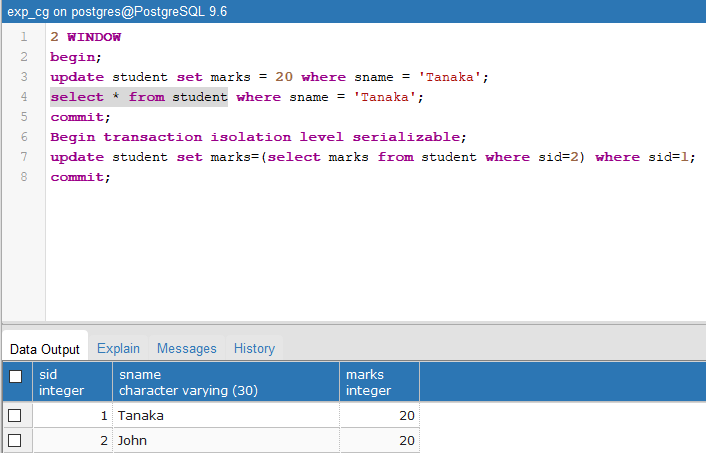 exp_cg on postgres@PostgreSQL 9.6
1 2 WINDOW
2 begin;
3 update student set marks = 20 where sname = 'Tanaka';
4 select * from student where sname = 'Tanaka';
5 commit;
6 Begin transaction isolation level serializable;
7 update student set marks=(select marks from student where sid=2) where sid=1;
8 commit;
Data Output Explain Messages History
sid sname marks
integer character varying (30) integer
1 Tanaka 20
2 John 20